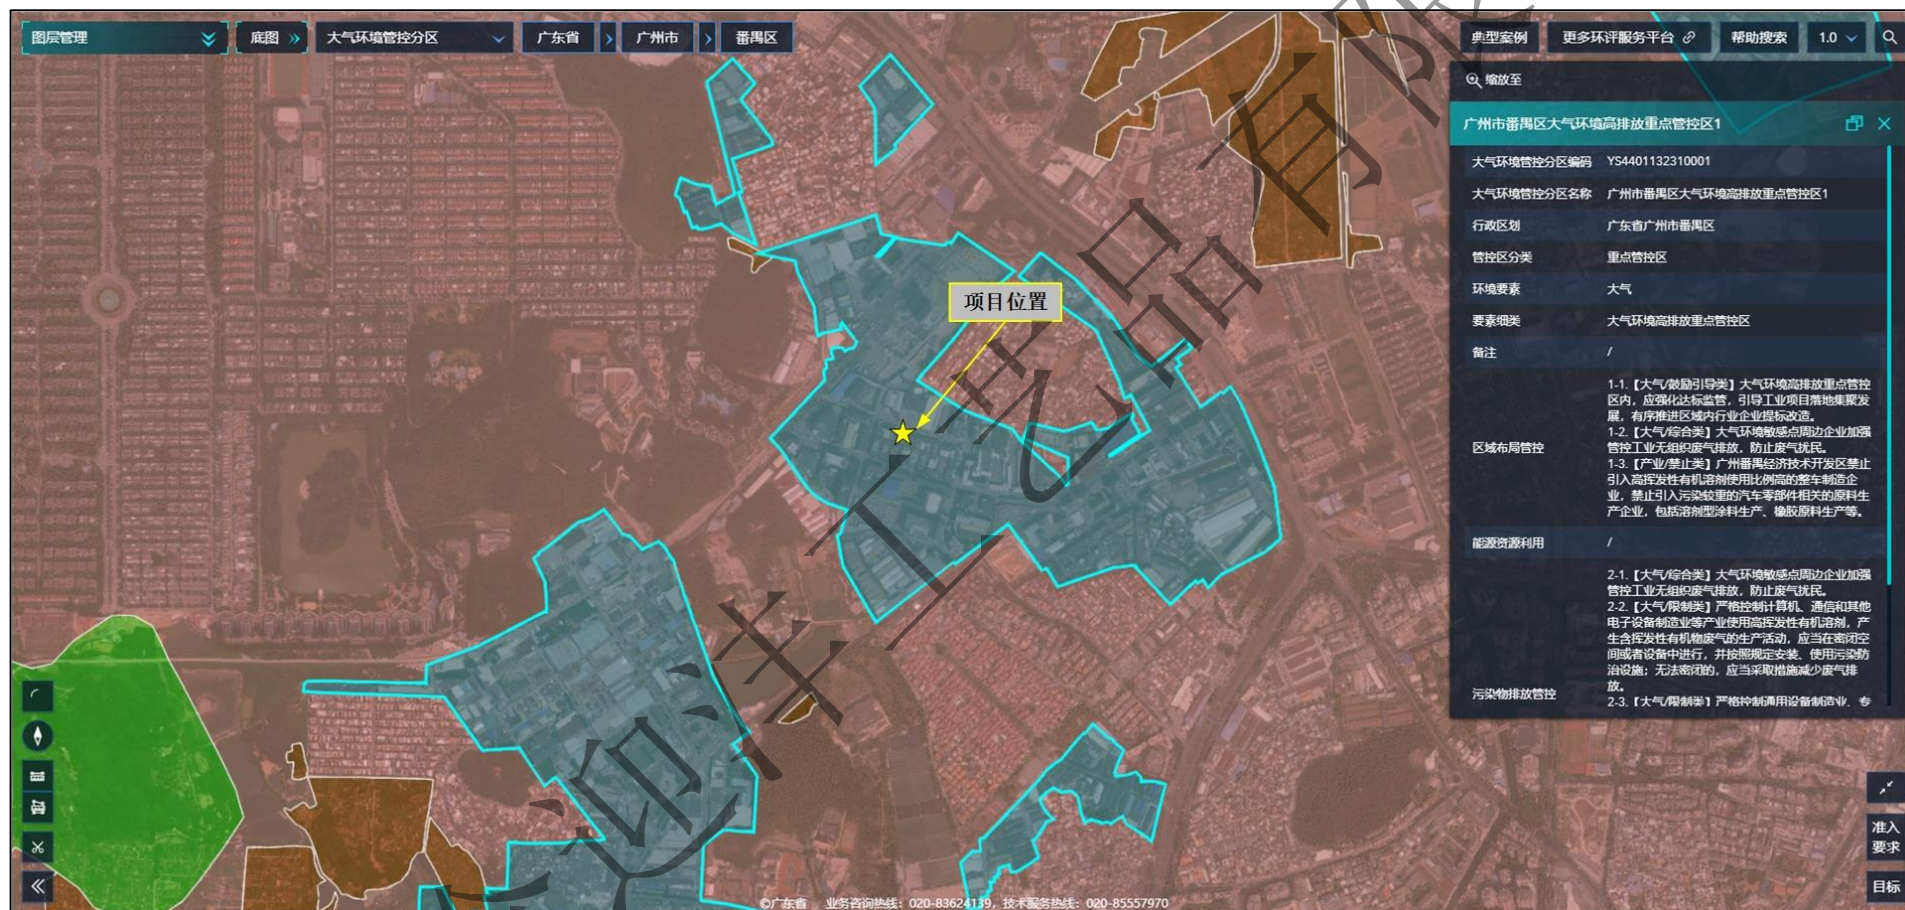 图层管理
底图
大气环境管控分区
广东省
广州市
番禺区
典型案例
更多环评服务平台
帮助搜索
1.0
缩放至
广州市番禺区大气环境高排放重点管控区1
大气环境管控分区编码 YS4401132310001
大气环境管控分区名称 广州市番禺区大气环境高排放重点管控区1
行政区划 广东省广州市番禺区
管控区分类 重点管控区
环境要素 大气
要素细类 大气环境高排放重点管控区
备注 /
区域布局管控
1-1.【大气/鼓励引导类】大气环境高排放重点管控
区内，应强化达标监管，引导工业项目落地集聚发
展，有序推进区域内行业企业提标改造。
1-2.【大气/综合类】大气环境敏感点周边企业加强
管控工业无组织废气排放，防止废气扰民。
1-3.【产业/禁止类】广州番禺经济技术开发区禁止
引入高挥发性有机溶剂使用比例高的整车制造企
业，禁止引入污染较重的汽车零部件相关的原料生
产企业，包括溶剂型涂料生产、橡胶原料生产等。
能源资源利用 /
污染物排放管控
2-1.【大气/综合类】大气环境敏感点周边企业加强
管控工业无组织废气排放，防止废气扰民。
2-2.【大气/限制类】严格控制计算机、通信和其他
电子设备制造业等产业使用高挥发性有机溶剂，产
生含挥发性有机物废气的生产活动，应当在密闭空
间或者设备中进行，并按照规定安装、使用污染防
治设施；无法密闭的，应当采取措施减少废气排
放。
2-3.【大气/限制类】严格控制通用设备制造业、专
项目位置
准入
要求
目标
©广东省 业务咨询热线：020-83624139，技术服务热线：020-85557970
迎洋工艺品有限